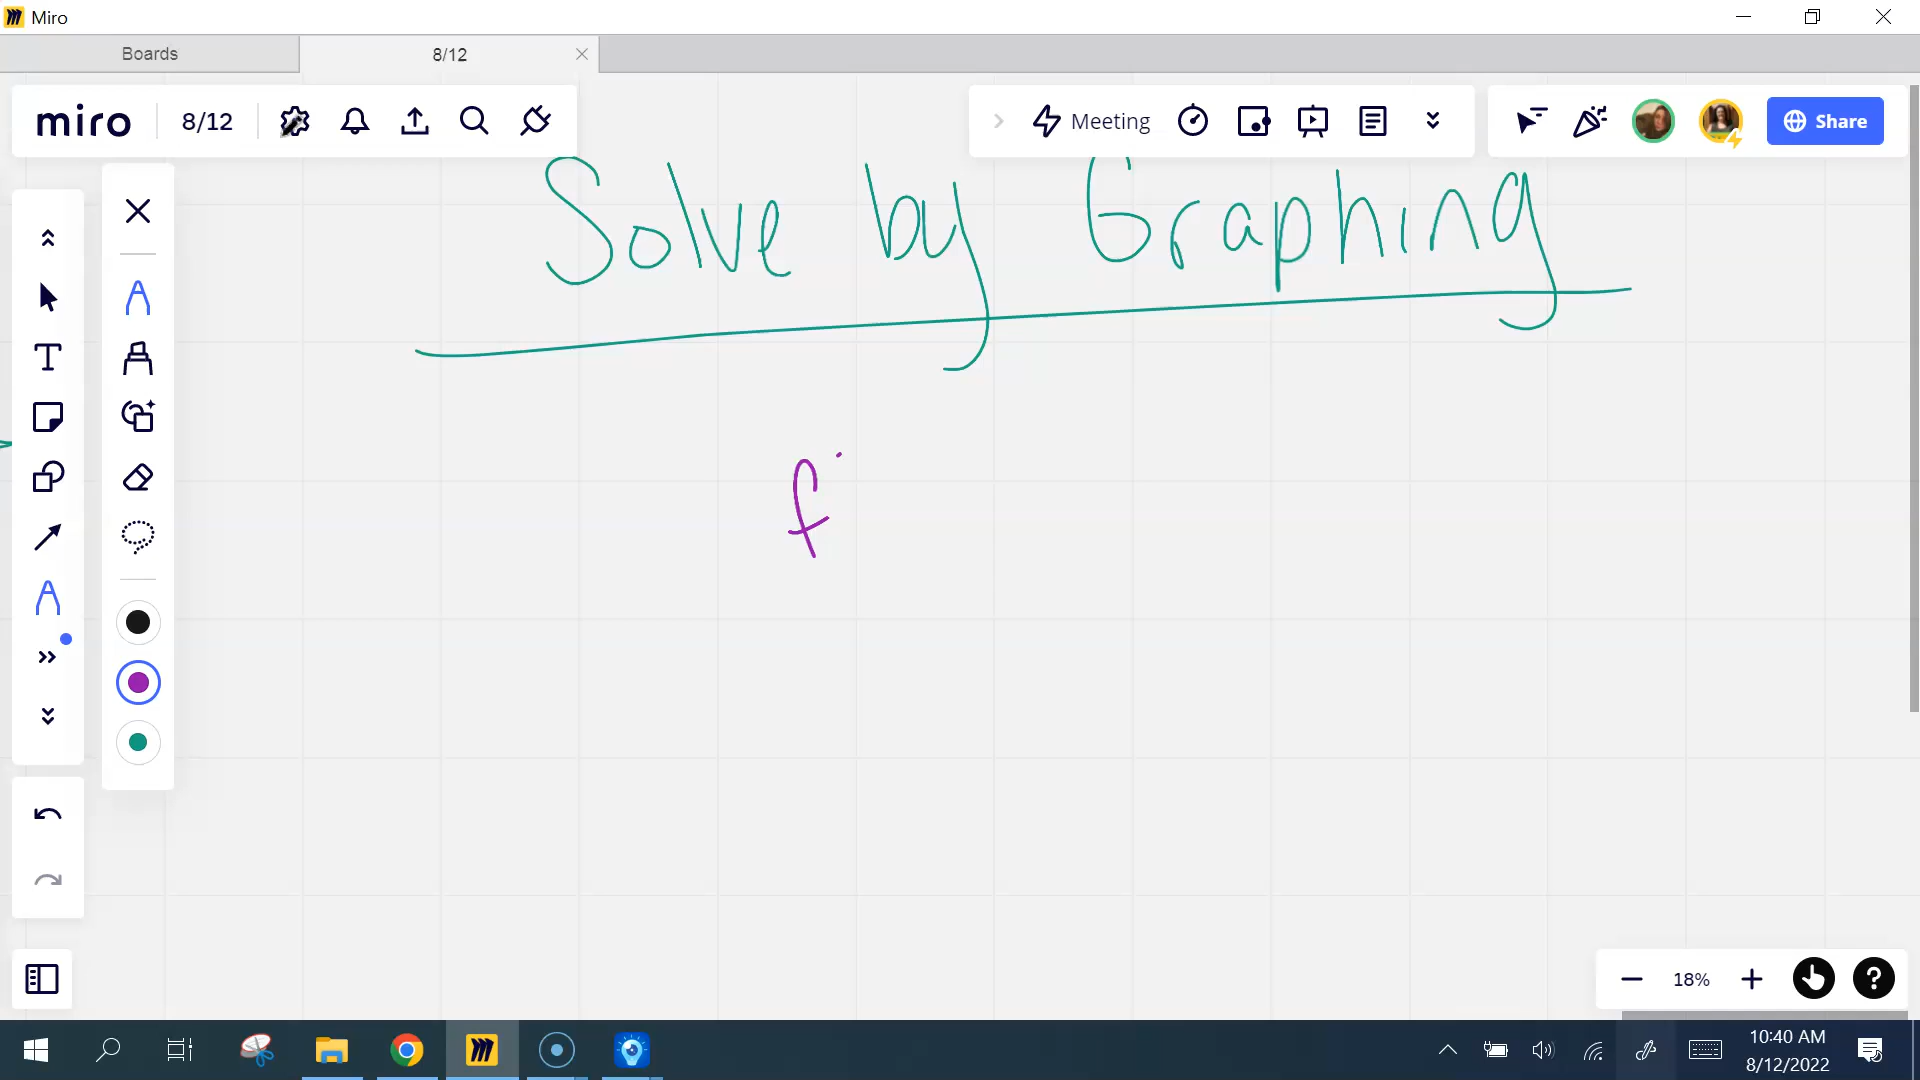 Miro
Boards
8/12
miro
8/12
Meeting
Share
Solve by Graphing
f
18%
?
10:40 AM
8/12/2022